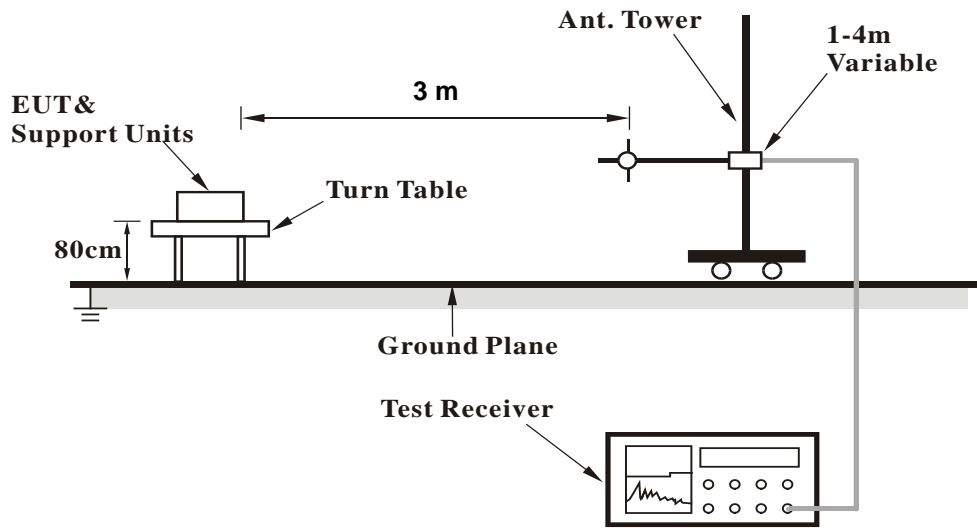 Ant. Tower
1-4m
Variable
3 m
EUT&
Support Units
Turn Table
80cm
Ground Plane
Test Receiver